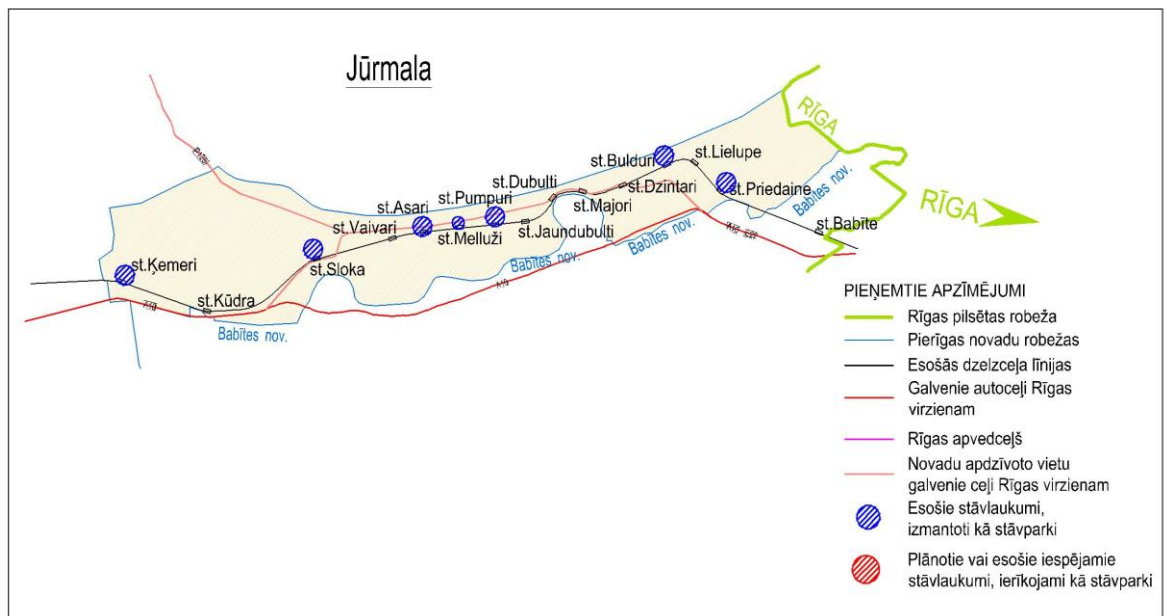 Jūrmala
RĪGA
P128
st.Lielupe
st.Bulduri
st.Priedaine
st.Dubulti
st.Dzintari
Babītes nov.
RĪGA
st.Pumpuri
st.Asari
st.Majori
st.Babīte
st.Vaivari
st.Melluži
st.Jaundubulti
Babītes nov.
Babītes nov.
st.Ķemeri
st.Sloka
st.Kūdra
A10
Babītes nov.
PIEŅEMTIE APZĪMĒJUMI
Rīgas pilsētas robeža
Pierīgas novadu robežas
Esošās dzelzceļa līnijas
Galvenie autoceļi Rīgas
virzienam
Rīgas apvedceļš
Novadu apdzīvoto vietu
galvenie ceļi Rīgas virzienam
Esošie stāvlaukumi,
izmantoti kā stāvparki
Plānotie vai esošie iespējamie
stāvlaukumi, ierīkojami kā stāvparki